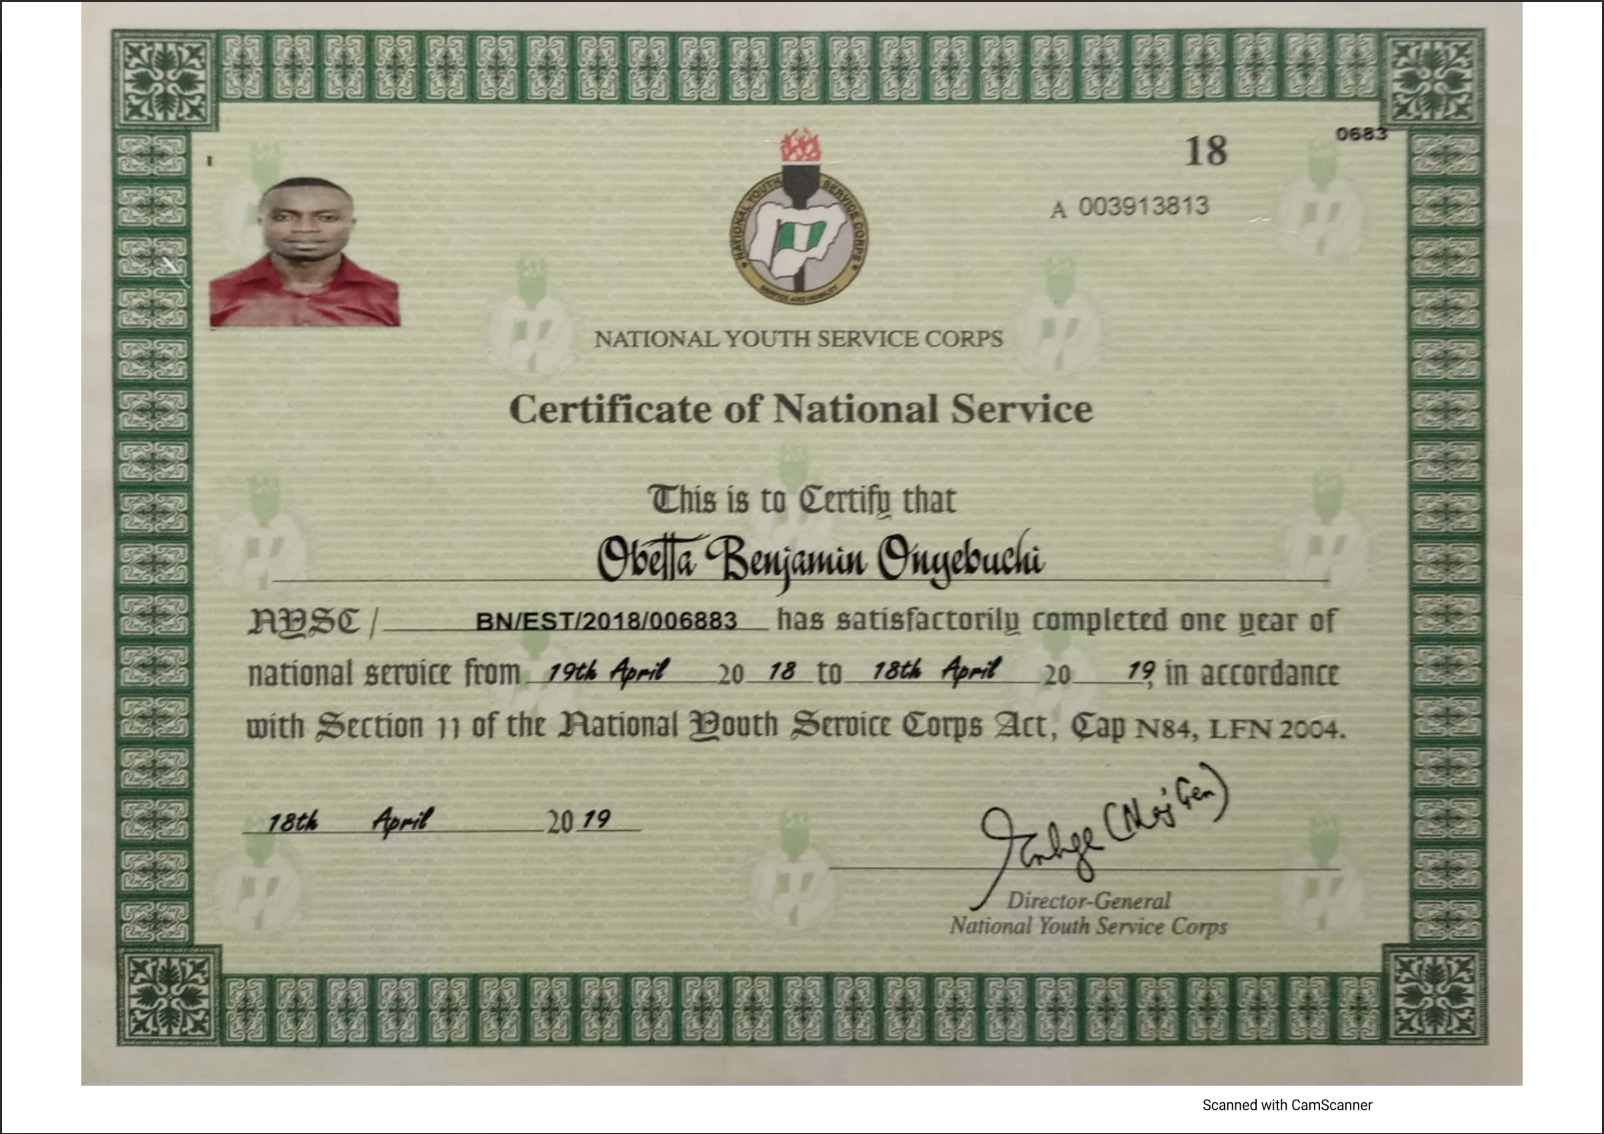 18
0683
A 003913813
NATIONAL YOUTH SERVICE CORPS
SERVICE AND HUMILITY
NATIONAL YOUTH SERVICE CORPS
Certificate of National Service
This is to Certify that
Obetta Benjamin Onyebuchi
NYSC / BN/EST/2018/006883 has satisfactorily completed one year of
national service from 19th April 20 18 to 18th April 20 19, in accordance
with Section 11 of the National Youth Service Corps Act, Cap N84, LFN 2004.
18th April 2019
(Maj Gen)
Director-General
National Youth Service Corps
Scanned with CamScanner